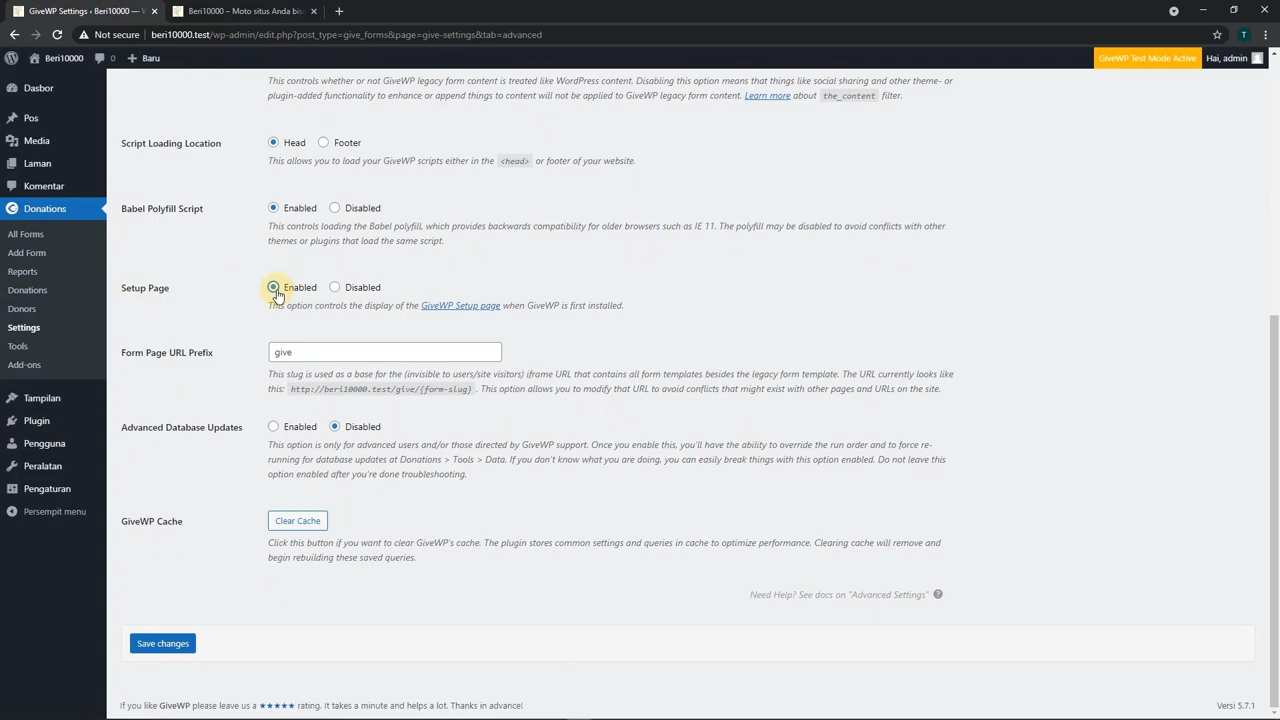 GiveWP Settings ‹ Beri10000 — W
Beri10000 – Moto situs Anda bis
Not secure
beri10000.test/wp-admin/edit.php?post_type=give_forms&page=give-settings&tab=advanced
T
Beri10000
0
Baru
GiveWP Test Mode Active
Hai, admin
Dasbor
Pos
Media
Laman
Komentar
Donations
All Forms
Add Form
Reports
Donations
Donors
Settings
Tools
Add-ons
Tampilan
Plugin
Pengguna
Peralatan
Pengaturan
Persempit menu
This controls whether or not GiveWP legacy form content is treated like WordPress content. Disabling this option means that things like social sharing and other theme- or
plugin-added functionality to enhance or append things to content will not be applied to GiveWP legacy form content. Learn more about the_content filter.
Script Loading Location
Head
Footer
This allows you to load your GiveWP scripts either in the <head> or footer of your website.
Babel Polyfill Script
Enabled
Disabled
This controls loading the Babel polyfill, which provides backwards compatibility for older browsers such as IE 11. The polyfill may be disabled to avoid conflicts with other
themes or plugins that load the same script.
Setup Page
Enabled
Disabled
This option controls the display of the GiveWP Setup page when GiveWP is first installed.
Form Page URL Prefix
give
This slug is used as a base for the (invisible to users/site visitors) iframe URL that contains all form templates besides the legacy form template. The URL currently looks like
this: http://beri10000.test/give/{form-slug} . This option allows you to modify that URL to avoid conflicts that might exist with other pages and URLs on the site.
Advanced Database Updates
Enabled
Disabled
This option is only for advanced users and/or those directed by GiveWP support. Once you enable this, you'll have the ability to override the run order and to force re-
running for database updates at Donations > Tools > Data. If you don't know what you are doing, you can easily break things with this option enabled. Do not leave this
option enabled after you're done troubleshooting.
GiveWP Cache
Clear Cache
Click this button if you want to clear GiveWP's cache. The plugin stores common settings and queries in cache to optimize performance. Clearing cache will remove and
begin rebuilding these saved queries.
Need Help? See docs on "Advanced Settings"
Save changes
If you like GiveWP please leave us a ★★★★★ rating. It takes a minute and helps a lot. Thanks in advance!
Versi 5.7.1